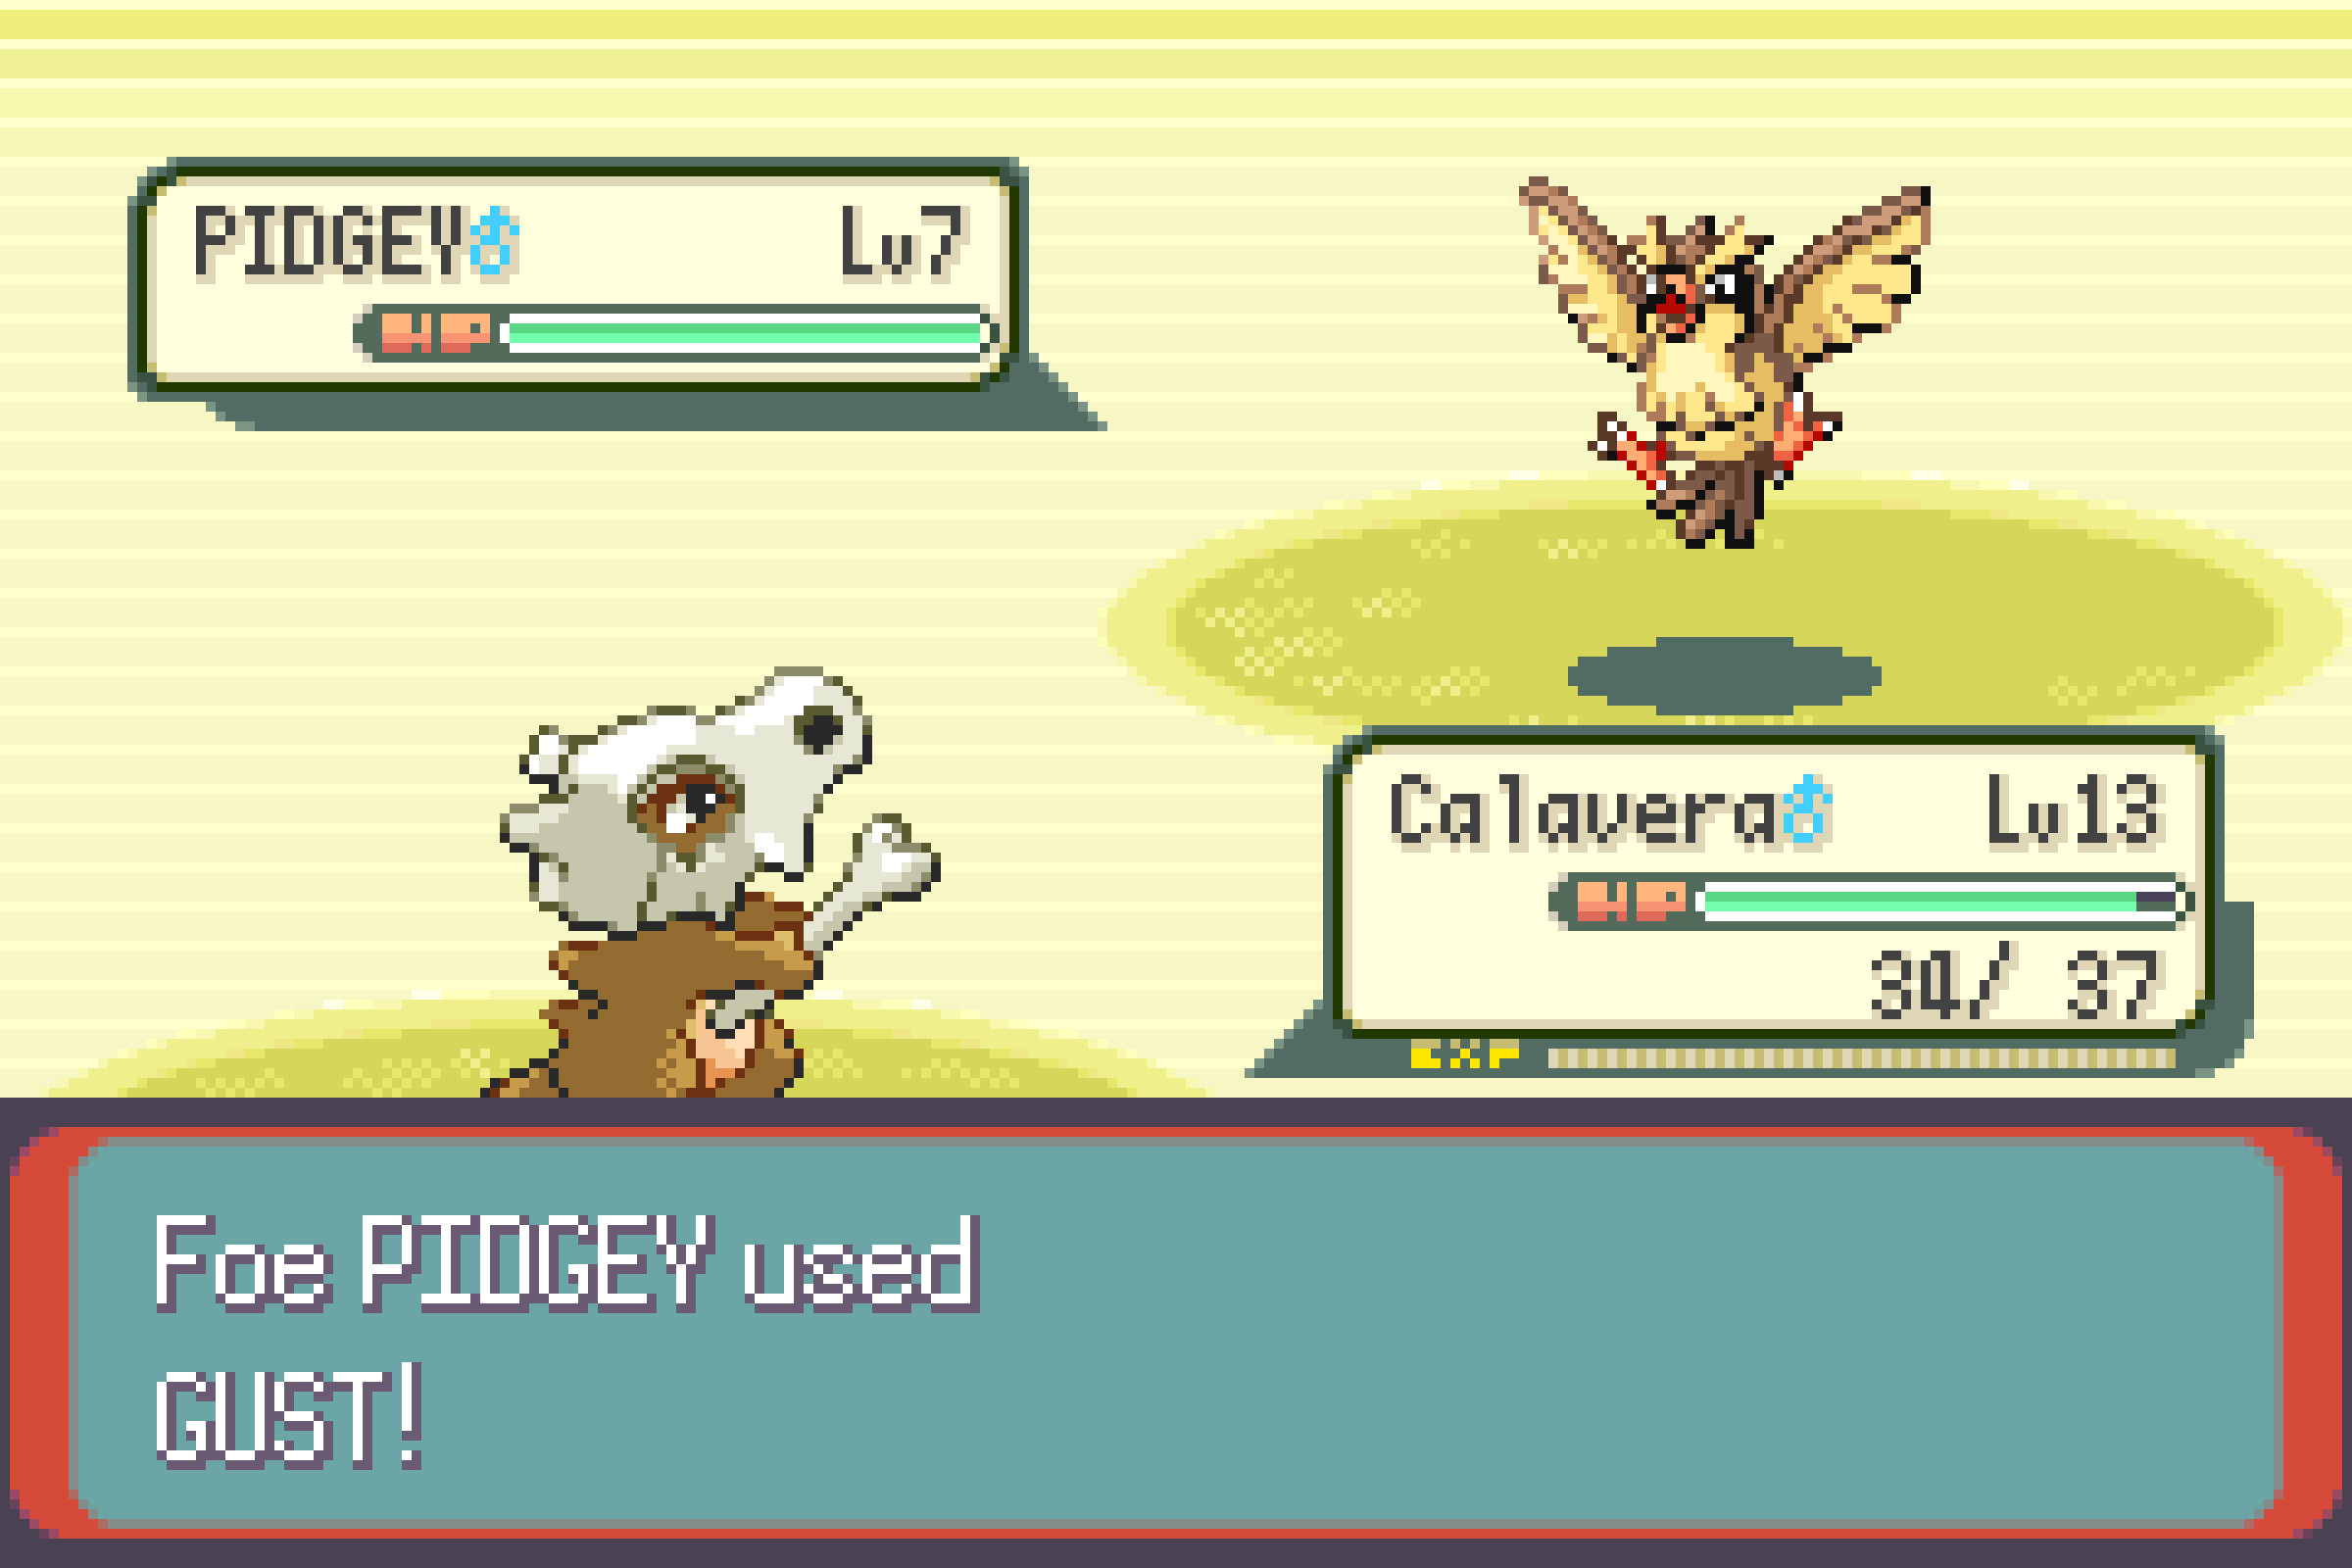 PIDGEY♂ Lv7
HP
Calavera♂ Lv13
HP
34/ 37
EXP
Foe PIDGEY used
GUST!